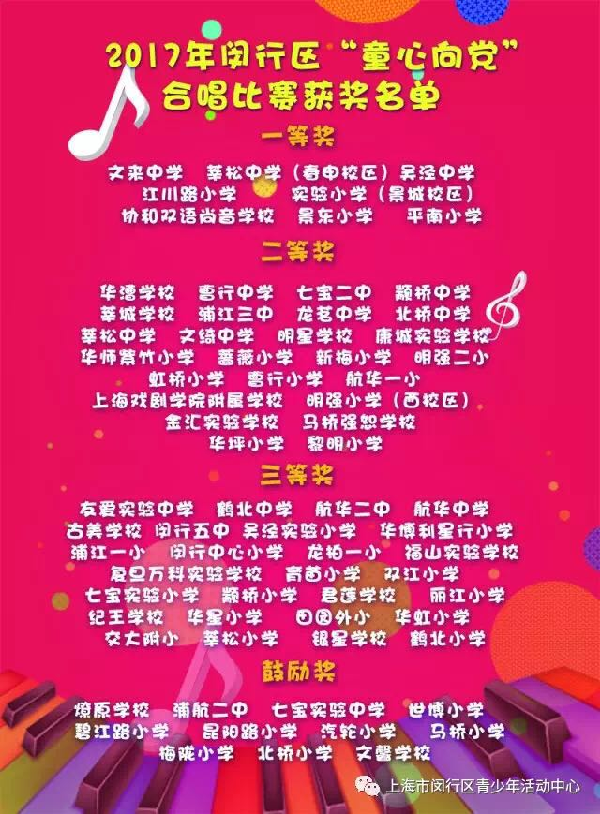 2017年闵行区“童心向党”
合唱比赛获奖名单
一等奖
文来中学 莘松中学（春申校区）吴泾中学
江川路小学 实验小学（景城校区）
协和双语尚音学校 景东小学 平南小学
二等奖
华漕学校 曹行中学 七宝二中 颛桥中学
莘城学校 浦江三中 龙茗中学 北桥中学
莘松中学 文绮中学 明星学校 康城实验学校
华师紫竹小学 蔷薇小学 新梅小学 明强二小
虹桥小学 曹行小学 航华一小
上海戏剧学院附属学校 明强小学（西校区）
金汇实验学校 马桥强恕学校
华坪小学 黎明小学
三等奖
友爱实验中学 鹤北中学 航华二中 航华中学
古美学校 闵行五中 吴泾实验小学 华博利星行小学
浦江一小 闵行中心小学 龙柏一小 福山实验学校
复旦万科实验学校 育苗小学 双江小学
七宝实验小学 颛桥小学 君莲学校 丽江小学
纪王学校 华星小学 田园外小 华虹小学
交大附小 莘松小学 银星学校 鹤北小学
鼓励奖
燎原学校 浦航二中 七宝实验中学 世博小学
碧江路小学 昆阳路小学 汽轮小学 马桥小学
梅陇小学 北桥小学 文馨学校
上海市闵行区青少年活动中心